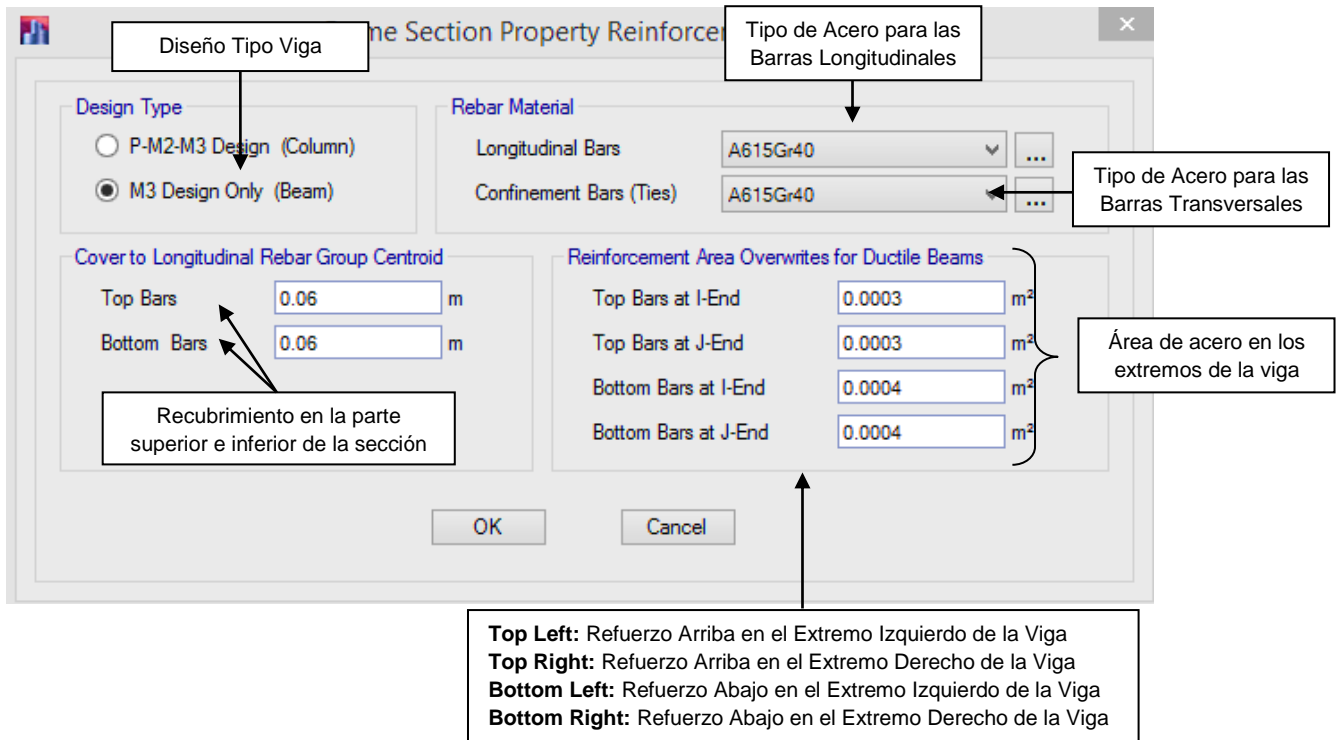 me Section Property Reinforce
Diseño Tipo Viga
Tipo de Acero para las
Barras Longitudinales
Design Type
P-M2-M3 Design (Column)
M3 Design Only (Beam)
Rebar Material
Longitudinal Bars
A615Gr40
...
Confinement Bars (Ties)
A615Gr40
...
Tipo de Acero para las
Barras Transversales
Cover to Longitudinal Rebar Group Centroid
Top Bars 0.06 m
Bottom Bars 0.06 m
Recubrimiento en la parte
superior e inferior de la sección
Reinforcement Area Overwrites for Ductile Beams
Top Bars at I-End 0.0003 m²
Top Bars at J-End 0.0003 m²
Bottom Bars at I-End 0.0004 m²
Bottom Bars at J-End 0.0004 m²
Área de acero en los
extremos de la viga
OK Cancel
Top Left: Refuerzo Arriba en el Extremo Izquierdo de la Viga
Top Right: Refuerzo Arriba en el Extremo Derecho de la Viga
Bottom Left: Refuerzo Abajo en el Extremo Izquierdo de la Viga
Bottom Right: Refuerzo Abajo en el Extremo Derecho de la Viga